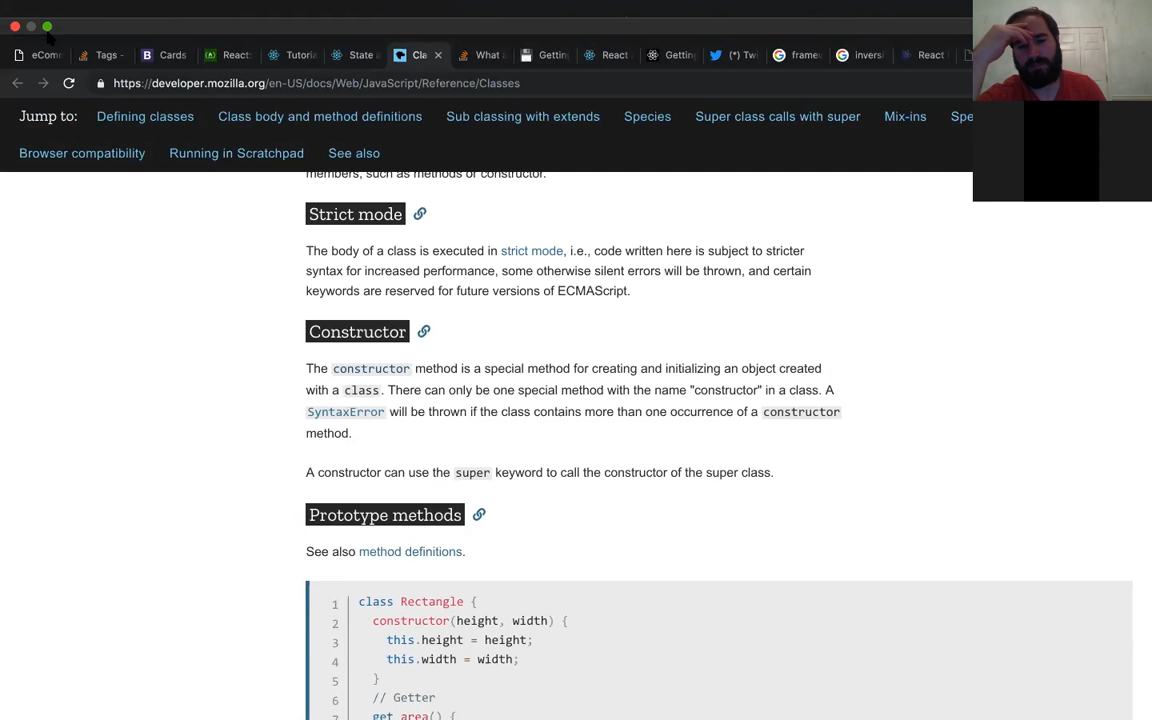 eCom
Tags -
Cards
React
Tutoria
State a
Cla
What a
Getting
React
Getting
(*) Twi
framew
inversi
React
https://developer.mozilla.org/en-US/docs/Web/JavaScript/Reference/Classes
Jump to: Defining classes Class body and method definitions Sub classing with extends Species Super class calls with super Mix-ins Spe
Browser compatibility Running in Scratchpad See also
members, such as methods or constructor.
Strict mode
The body of a class is executed in strict mode, i.e., code written here is subject to stricter
syntax for increased performance, some otherwise silent errors will be thrown, and certain
keywords are reserved for future versions of ECMAScript.
Constructor
The constructor method is a special method for creating and initializing an object created
with a class. There can only be one special method with the name "constructor" in a class. A
SyntaxError will be thrown if the class contains more than one occurrence of a constructor
method.
A constructor can use the super keyword to call the constructor of the super class.
Prototype methods
See also method definitions.
1 class Rectangle {
2 constructor(height, width) {
3 this.height = height;
4 this.width = width;
5 }
6 // Getter
7 get area() {